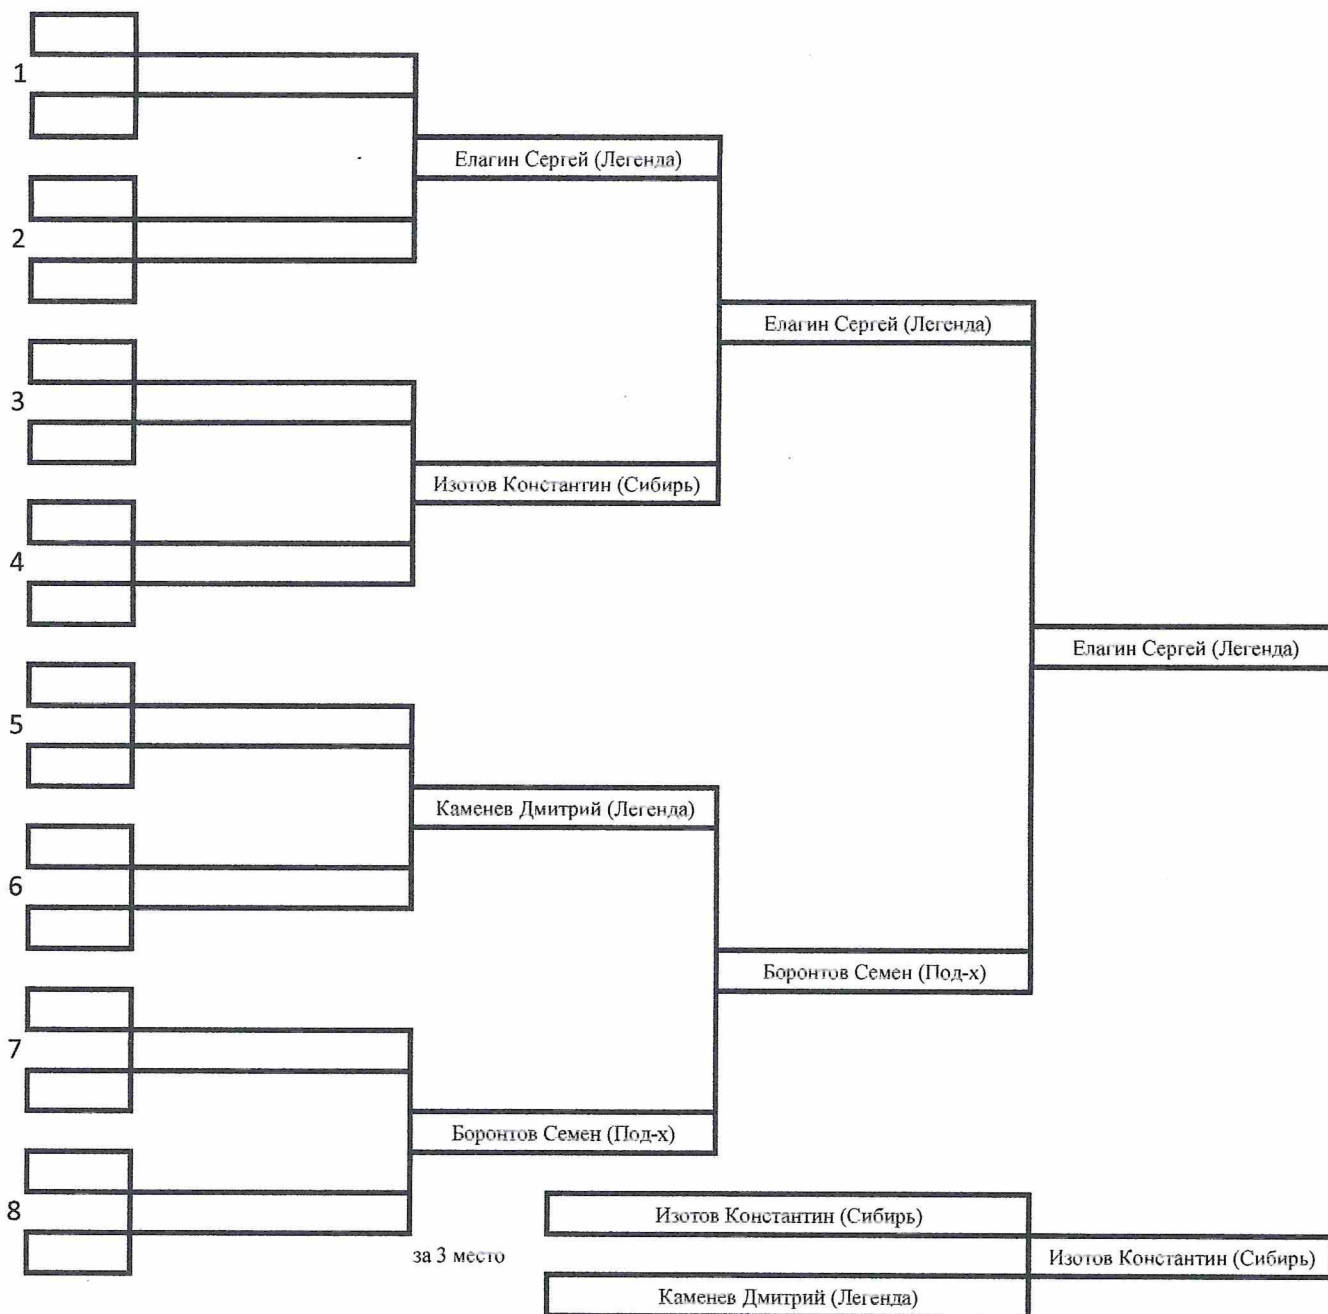 1
Елагин Сергей (Легенда)
2
Елагин Сергей (Легенда)
3
Изотов Константин (Сибирь)
4
Елагин Сергей (Легенда)
5
Каменев Дмитрий (Легенда)
6
Боронтов Семен (Под-х)
7
Боронтов Семен (Под-х)
8
Изотов Константин (Сибирь)
за 3 место
Изотов Константин (Сибирь)
Каменев Дмитрий (Легенда)